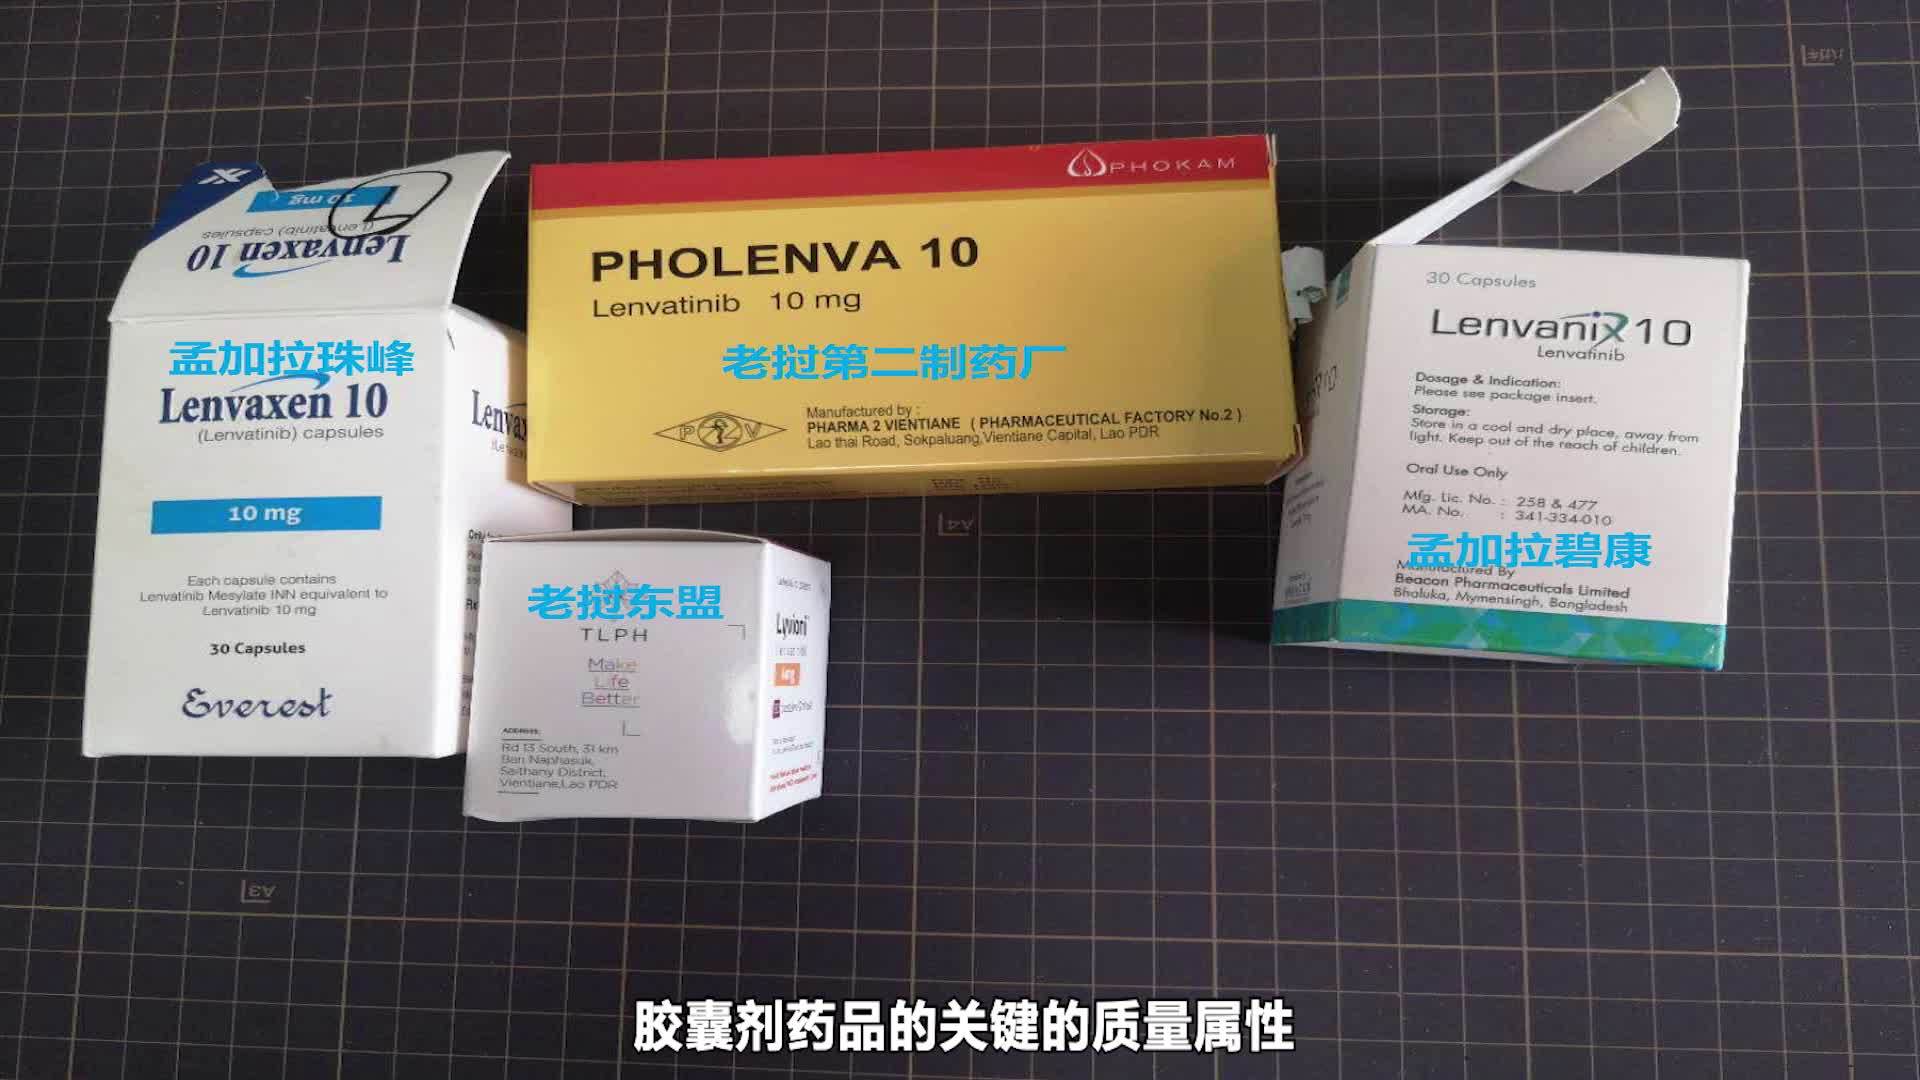 10 mg
(Lenvatinib) capsules
Lenvaxen 10
孟加拉珠峰
Lenvaxen 10
(Lenvatinib) capsules
10 mg
Each capsule contains
Lenvatinib Mesylate INN equivalent to
Lenvatinib 10 mg
30 Capsules
Everest
PHOKAM
PHOLENVA 10
Lenvatinib 10 mg
老挝第二制药厂
P V
Manufactured by :
PHARMA 2 VIENTIANE ( PHARMACEUTICAL FACTORY No.2 )
Lao thai Road, Sokpaluang,Vientiane Capital, Lao PDR
老挝东盟
TLPH
Make
Life
Better
ADDRESS:
Rd 13 South, 31 km
Ban Naphasuk,
Saithany District,
Vientiane,Lao PDR
30 Capsules
Lenvanix 10
Lenvatinib
Dosage & Indication:
Please see package insert.
Storage:
Store in a cool and dry place, away from
light. Keep out of the reach of children.
Oral Use Only
Mfg. Lic. No. : 258 & 477
MA. No. : 341-334-010
孟加拉碧康
Manufactured By
Beacon Pharmaceuticals Limited
Bhaluka, Mymensingh, Bangladesh
A4
A3
胶囊剂药品的关键的质量属性